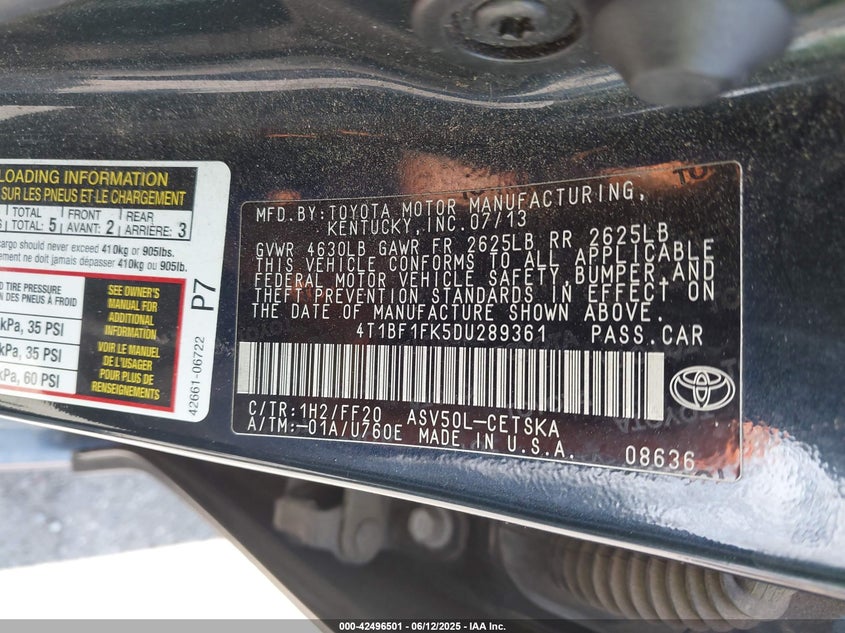 LOADING INFORMATION
SUR LES PNEUS ET LE CHARGEMENT
TOTAL FRONT REAR
TOTAL: 5 AVANT: 2 ARRIÈRE: 3
cargo should never exceed 410kg or 905lbs.
ne doit jamais dépasser 410kg ou 905lb.
TIRE PRESSURE
DES PNEUS À FROID
kPa, 35 PSI
kPa, 35 PSI
kPa, 60 PSI
SEE OWNER'S
MANUAL FOR
ADDITIONAL
INFORMATION
VOIR LE MANUEL
DE L'USAGER
POUR PLUS DE
RENSEIGNEMENTS
P7
42661-06722
MFD. BY: TOYOTA MOTOR MANUFACTURING,
KENTUCKY, INC. 07/13
GVWR 4630LB GAWR FR 2625LB RR 2625LB
THIS VEHICLE CONFORMS TO ALL APPLICABLE
FEDERAL MOTOR VEHICLE SAFETY, BUMPER, AND
THEFT PREVENTION STANDARDS IN EFFECT ON
THE DATE OF MANUFACTURE SHOWN ABOVE.
4T1BF1FK5DU289361 PASS.CAR
C/TR: 1H2/FF20 ASV50L-CETSKA
A/TM:-01A/U760E MADE IN U.S.A.
08636
000-42496501 - 06/12/2025 - IAA Inc.